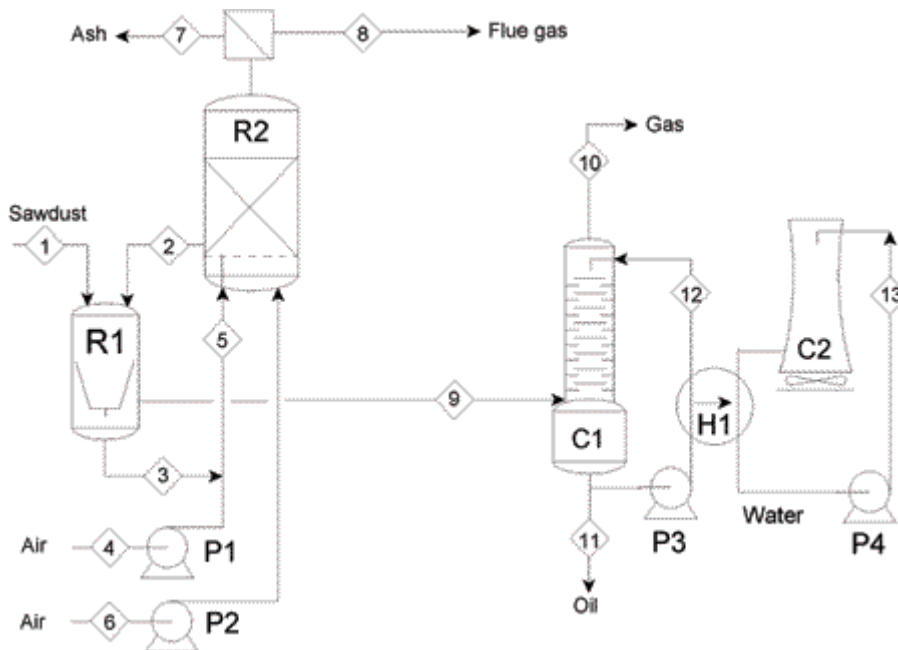 Ash
7
8
Flue gas
R2
Gas
10
Sawdust
1
2
12
13
R1
5
C2
9
H1
C1
3
Water
Air
4
P1
11
P3
P4
Oil
Air
6
P2